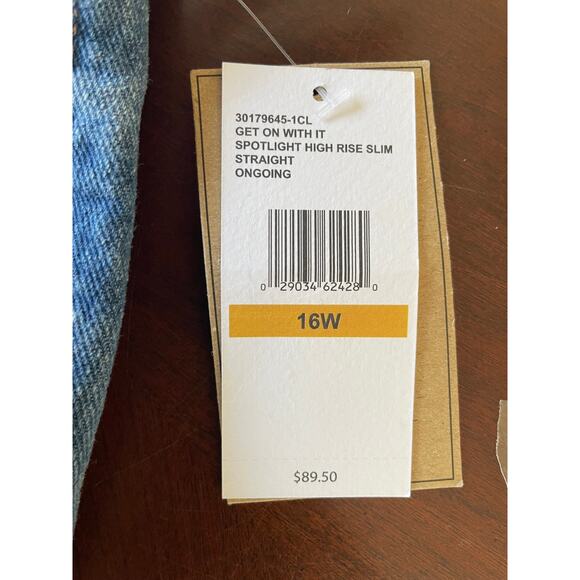 30179645-1CL
GET ON WITH IT
SPOTLIGHT HIGH RISE SLIM
STRAIGHT
ONGOING
0 29034 62428 0
16W
$89.50